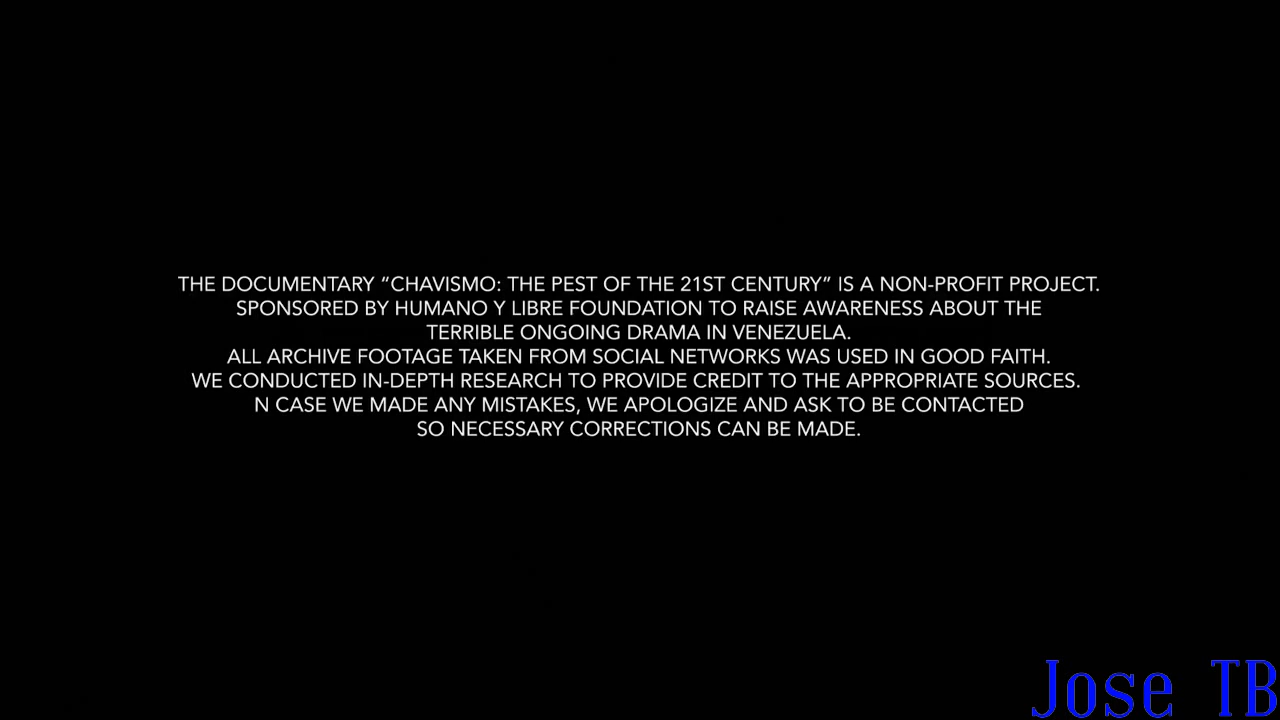 THE DOCUMENTARY “CHAVISMO: THE PEST OF THE 21ST CENTURY” IS A NON-PROFIT PROJECT.
SPONSORED BY HUMANO Y LIBRE FOUNDATION TO RAISE AWARENESS ABOUT THE
TERRIBLE ONGOING DRAMA IN VENEZUELA.
ALL ARCHIVE FOOTAGE TAKEN FROM SOCIAL NETWORKS WAS USED IN GOOD FAITH.
WE CONDUCTED IN-DEPTH RESEARCH TO PROVIDE CREDIT TO THE APPROPRIATE SOURCES.
N CASE WE MADE ANY MISTAKES, WE APOLOGIZE AND ASK TO BE CONTACTED
SO NECESSARY CORRECTIONS CAN BE MADE.
Jose TB